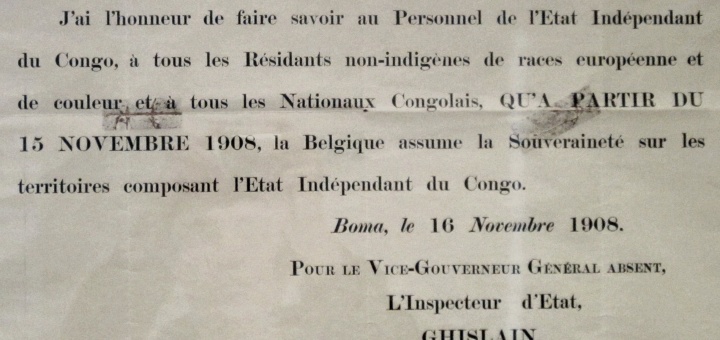 J'ai l'honneur de faire savoir au Personnel de l'Etat Indépendant
du Congo, à tous les Résidants non-indigènes de races européenne et
de couleur et à tous les Nationaux Congolais, QU'A PARTIR DU
15 NOVEMBRE 1908, la Belgique assume la Souveraineté sur les
territoires composant l'Etat Indépendant du Congo.
Boma, le 16 Novembre 1908.
POUR LE VICE-GOUVERNEUR GÉNÉRAL ABSENT,
L'Inspecteur d'Etat,
GHISLAIN